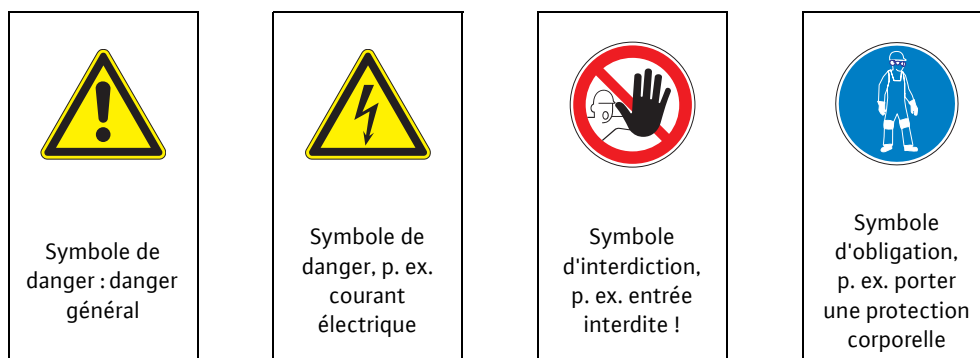 Symbole de
danger : danger
général
Symbole de
danger, p. ex.
courant
électrique
Symbole
d'interdiction,
p. ex. entrée
interdite !
Symbole
d'obligation,
p. ex. porter
une protection
corporelle